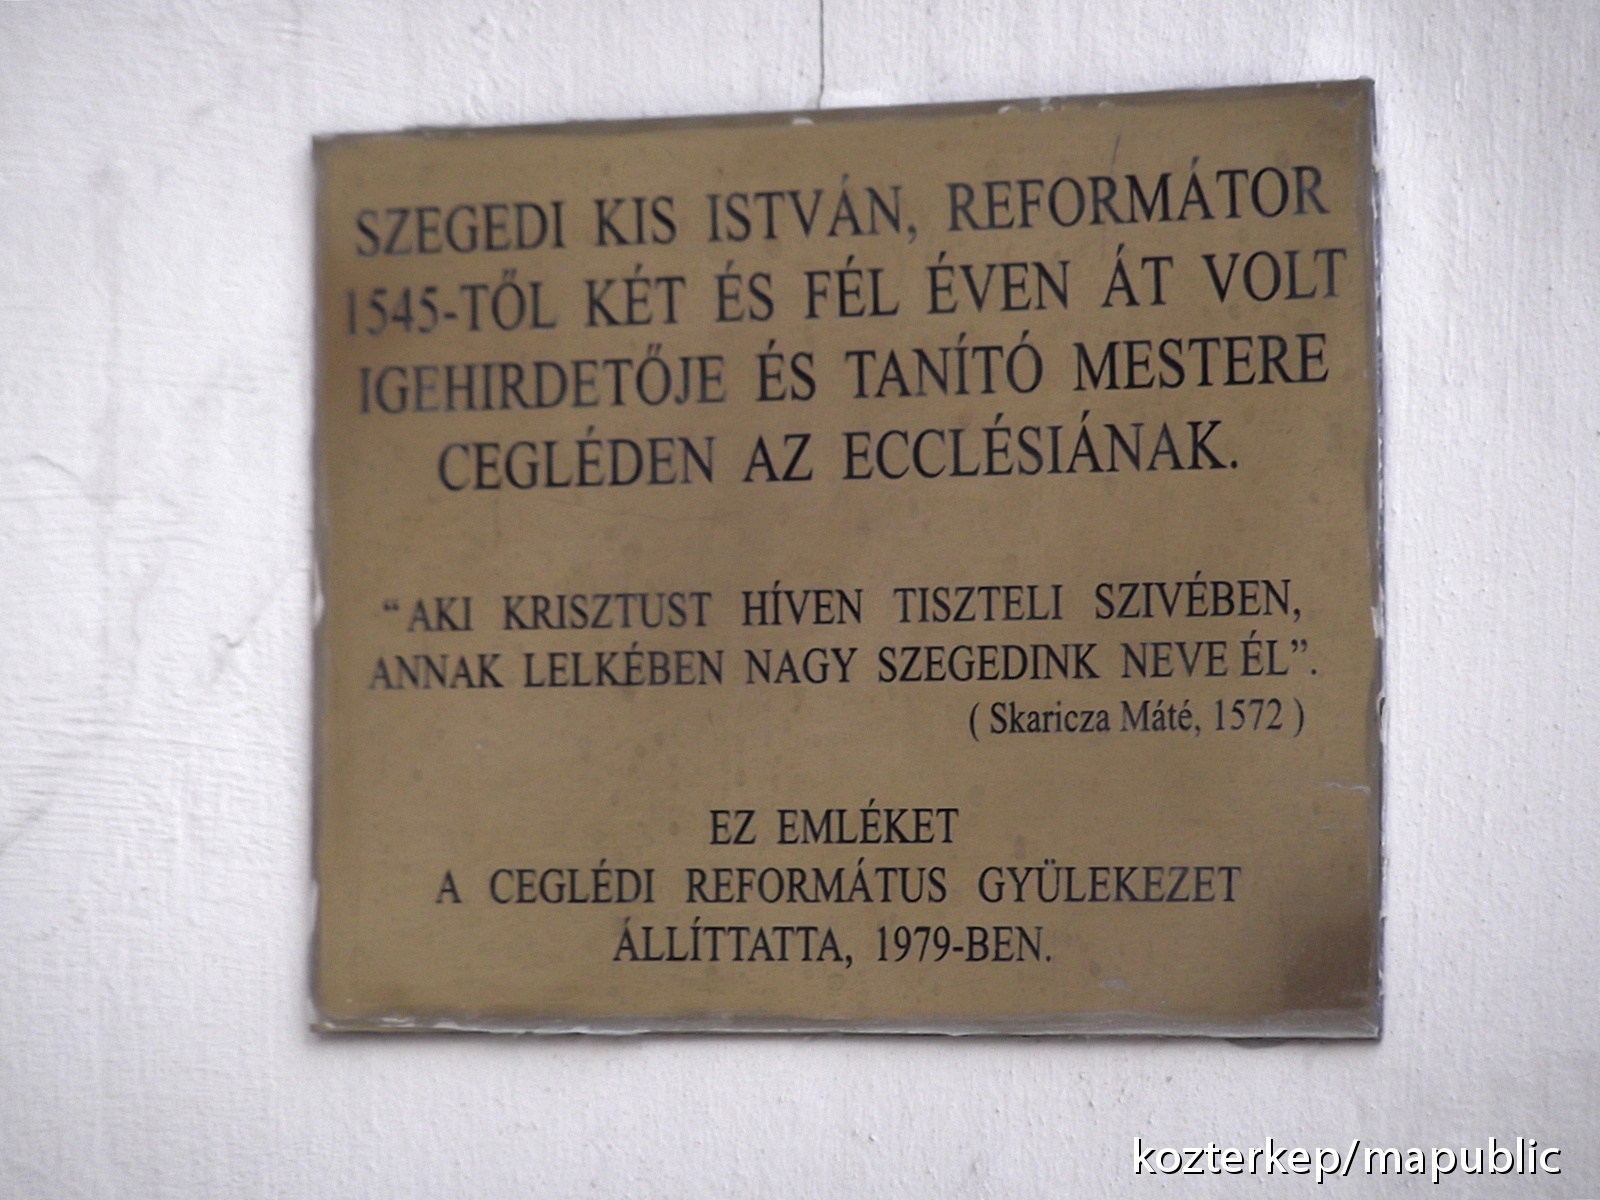 SZEGEDI KIS ISTVÁN, REFORMÁTOR
1545-TŐL KÉT ÉS FÉL ÉVEN ÁT VOLT
IGEHIRDETŐJE ÉS TANÍTÓ MESTERE
CEGLÉDEN AZ ECCLÉSIÁNAK.
“AKI KRISZTUST HÍVEN TISZTELI SZIVÉBEN,
ANNAK LELKÉBEN NAGY SZEGEDINK NEVE ÉL”.
( Skaricza Máté, 1572 )
EZ EMLÉKET
A CEGLÉDI REFORMÁTUS GYÜLEKEZET
ÁLLÍTTATTA, 1979-BEN.
kozterkep/mapublic